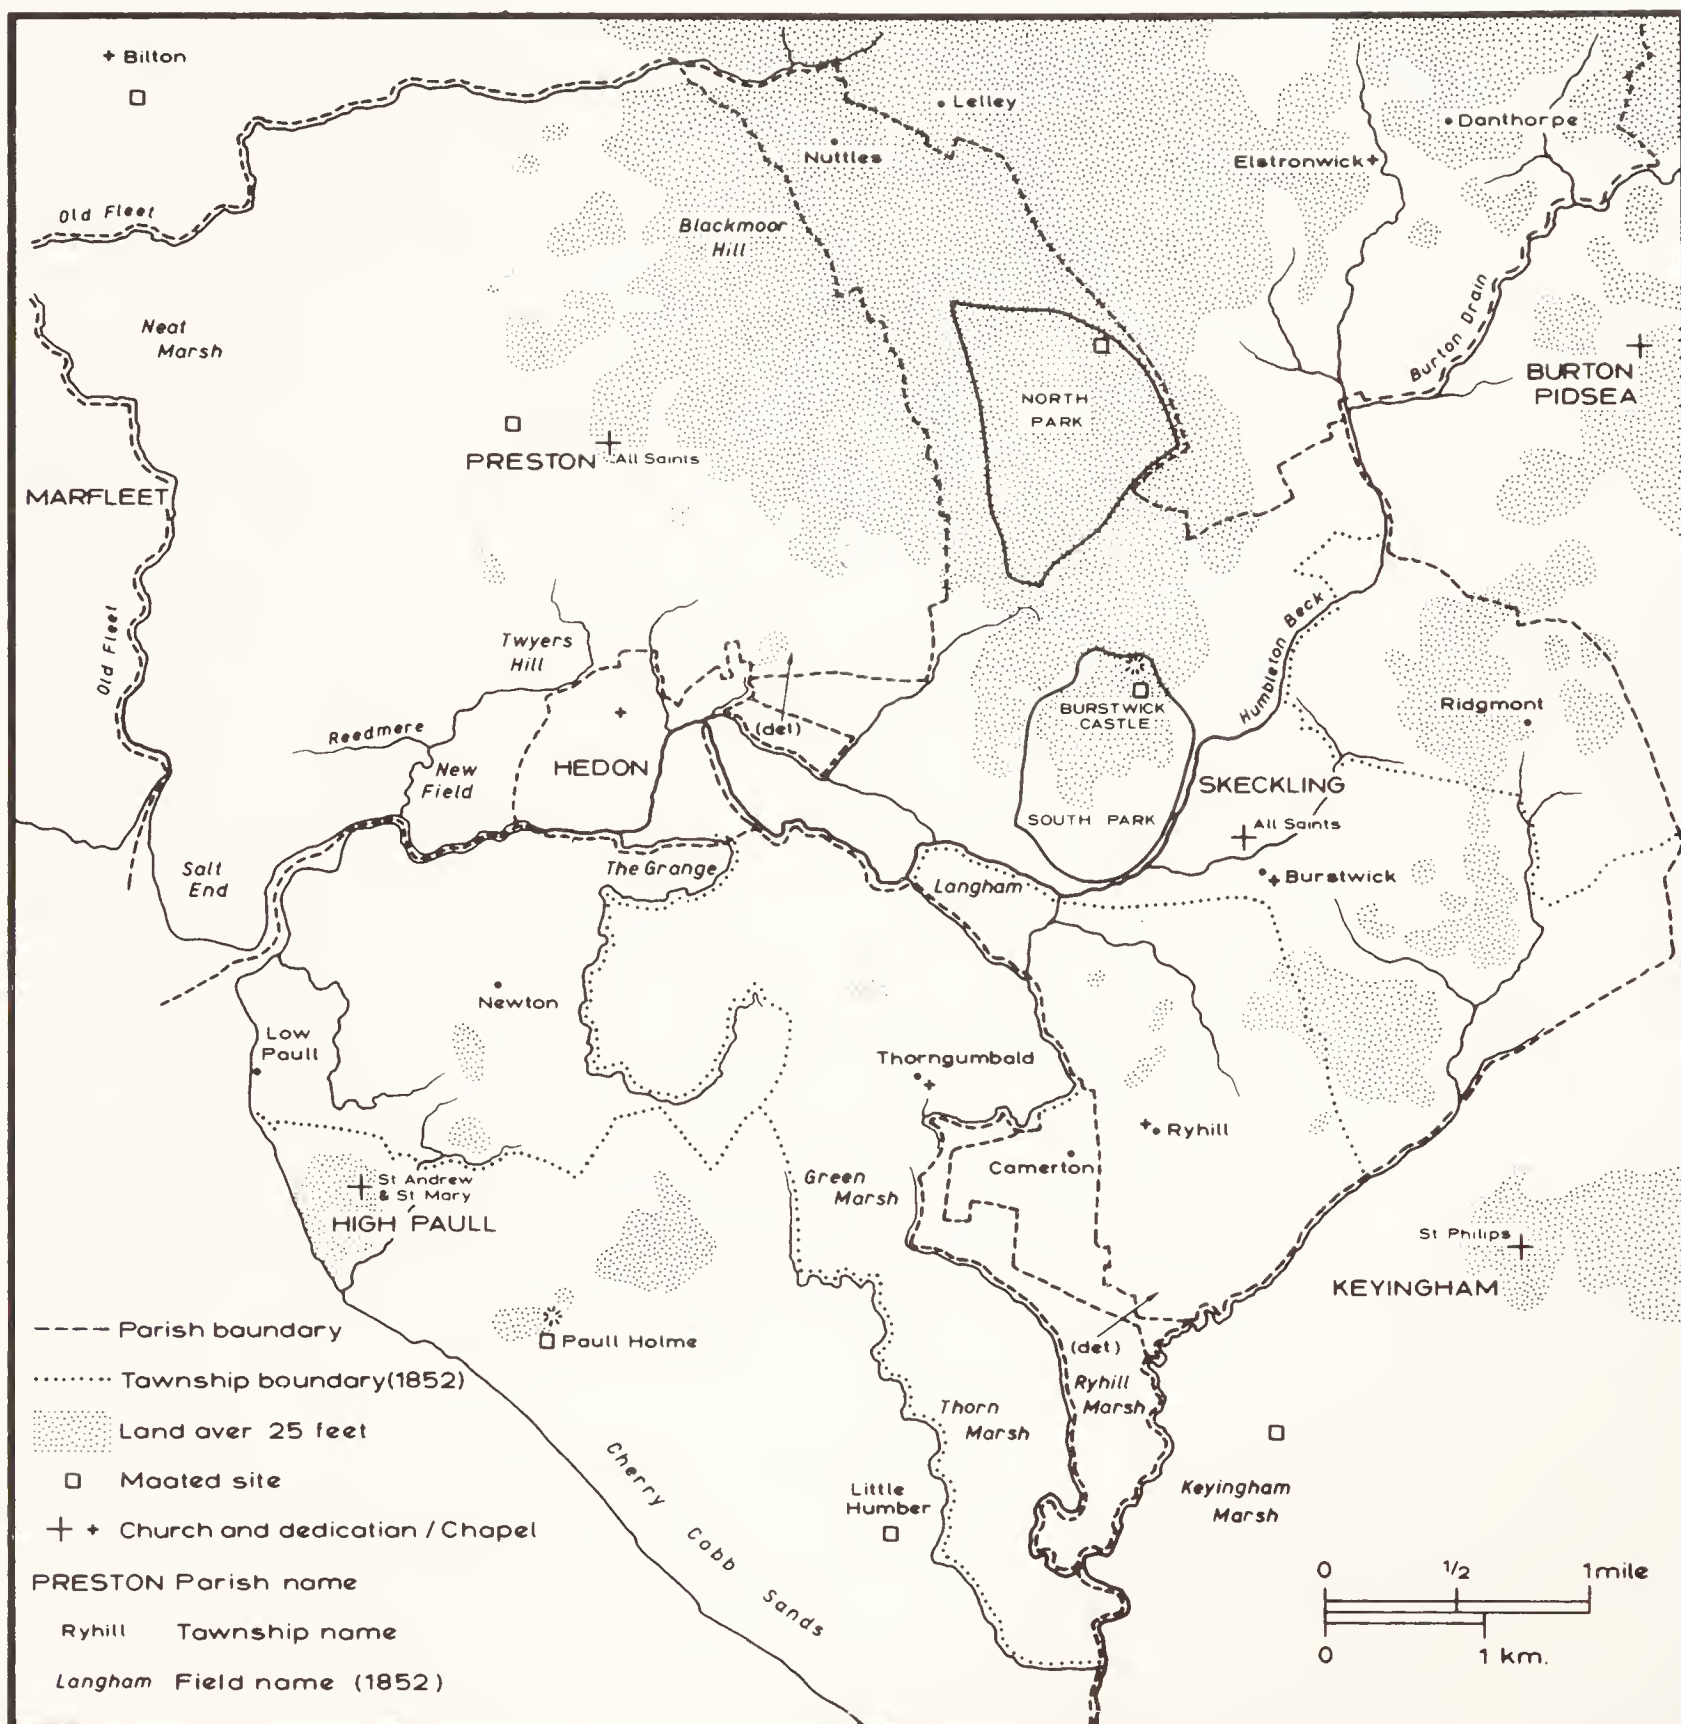 Bilton
Lelley
Danthorpe
Nuttles
Elstronwick
Old Fleet
Blackmoor
Hill
Burton Drain
Neat
Marsh
BURTON
PIDSEA
NORTH
PARK
PRESTON
All Saints
MARFLEET
Old Fleet
Twyers
Hill
Humbleton Beck
Ridgmont
BURSTWICK
CASTLE
Reedmere
(det)
New
Field
HEDON
SKECKLING
SOUTH PARK
All Saints
Salt
End
The Grange
Langham
Burstwick
Newton
Low
Paull
Thorngumbald
Ryhill
Camerton
Green
Marsh
St Andrew
& St Mary
HIGH PAULL
St Philips
KEYINGHAM
Paull Holme
(det)
Ryhill
Marsh
Thorn
Marsh
Cherry Cobb Sands
Little
Humber
Keyingham
Marsh
Parish boundary
Township boundary (1852)
Land over 25 feet
Moated site
Church and dedication / Chapel
PRESTON Parish name
Ryhill Township name
Langham Field name (1852)
0 1/2 1 mile
0 1 km.